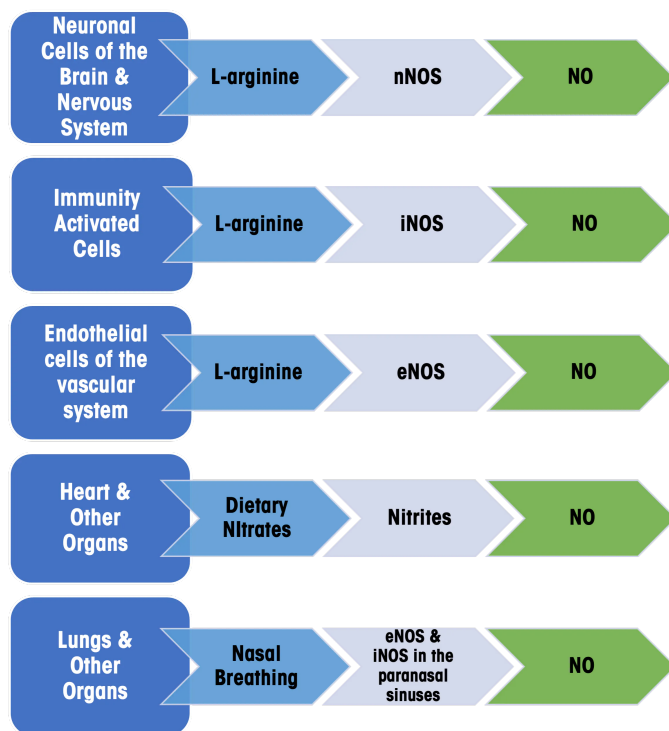 Neuronal
Cells of the
Brain &
Nervous
System
L-arginine
nNOS
NO
Immunity
Activated
Cells
L-arginine
iNOS
NO
Endothelial
cells of the
vascular
system
L-arginine
eNOS
NO
Heart &
Other
Organs
Dietary
NItrates
Nitrites
NO
Lungs &
Other
Organs
Nasal
Breathing
eNOS &
iNOS in the
paranasal
sinuses
NO